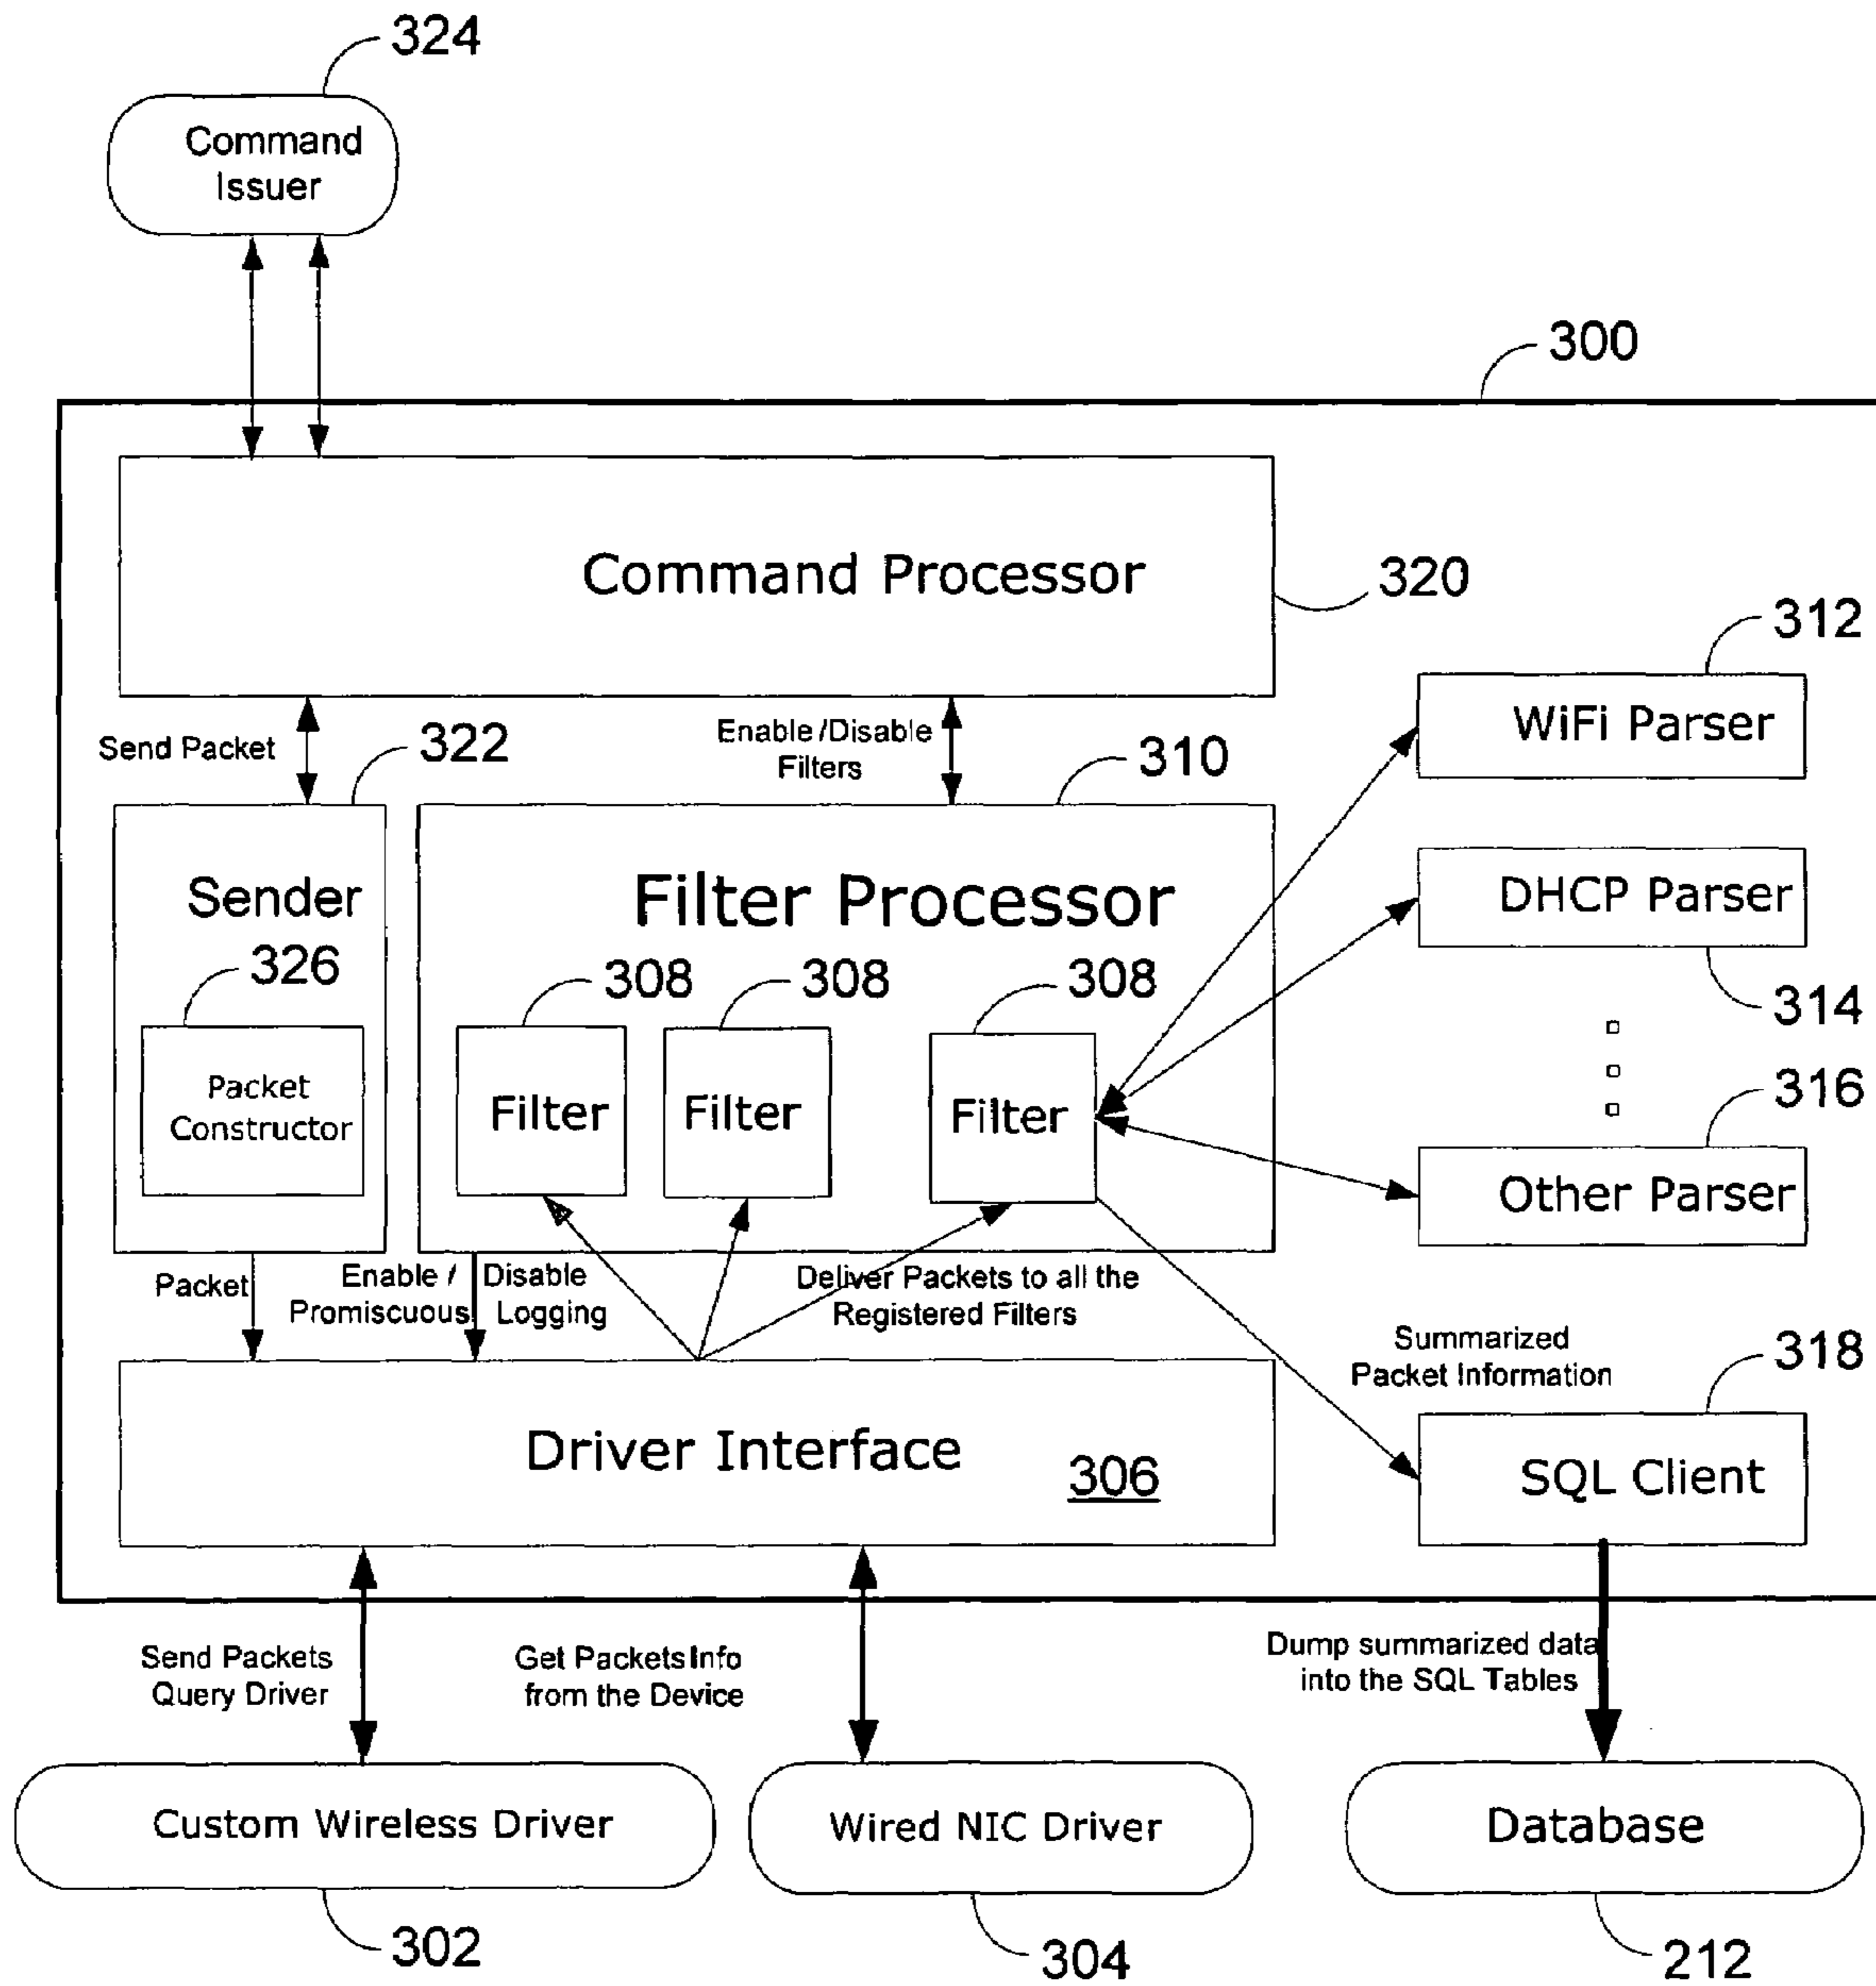 324
Command
Issuer
300
Command Processor
320
312
WiFi Parser
Send Packet
322
Enable /Disable
Filters
310
Sender
Filter Processor
DHCP Parser
314
326
308
308
308
Packet
Constructor
Filter
Filter
Filter
316
Other Parser
Packet
Enable / Disable
Promiscuous Logging
Deliver Packets to all the
Registered Filters
Summarized
Packet Information
318
Driver Interface
306
SQL Client
Send Packets
Query Driver
Get Packets Info
from the Device
Dump summarized data
into the SQL Tables
Custom Wireless Driver
Wired NIC Driver
Database
302
304
212